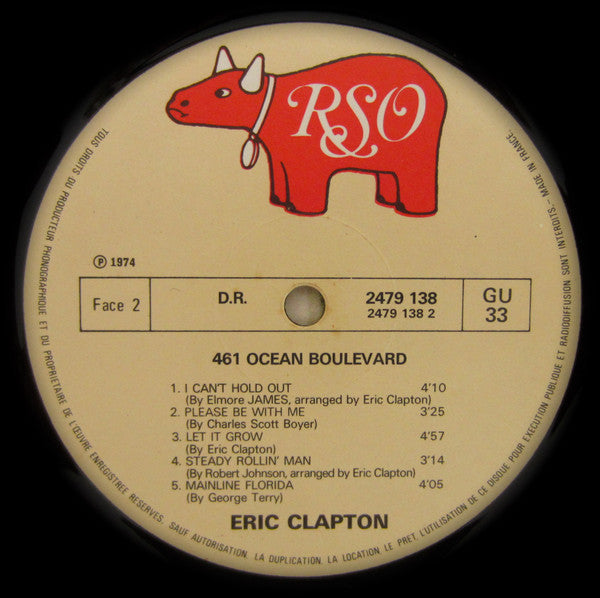 RSO
TOUS DROITS DU PRODUCTEUR PHONOGRAPHIQUE ET DU PROPRIETAIRE DE L'ŒUVRE ENREGISTREE RESERVES. SAUF AUTORISATION, LA DUPLICATION, LA LOCATION, LE PRET, L'UTILISATION DE CE DISQUE POUR EXECUTION PUBLIQUE ET RADIODIFFUSION SONT INTERDITS.- MADE IN FRANCE.
Ⓟ 1974
Face 2
D.R.
2479 138
2479 138 2
GU
33
461 OCEAN BOULEVARD
1. I CAN'T HOLD OUT 4'10
(By Elmore JAMES, arranged by Eric Clapton)
2. PLEASE BE WITH ME 3'25
(By Charles Scott Boyer)
3. LET IT GROW 4'57
(By Eric Clapton)
4. STEADY ROLLIN' MAN 3'14
(By Robert Johnson, arranged by Eric Clapton)
5. MAINLINE FLORIDA 4'05
(By George Terry)
ERIC CLAPTON